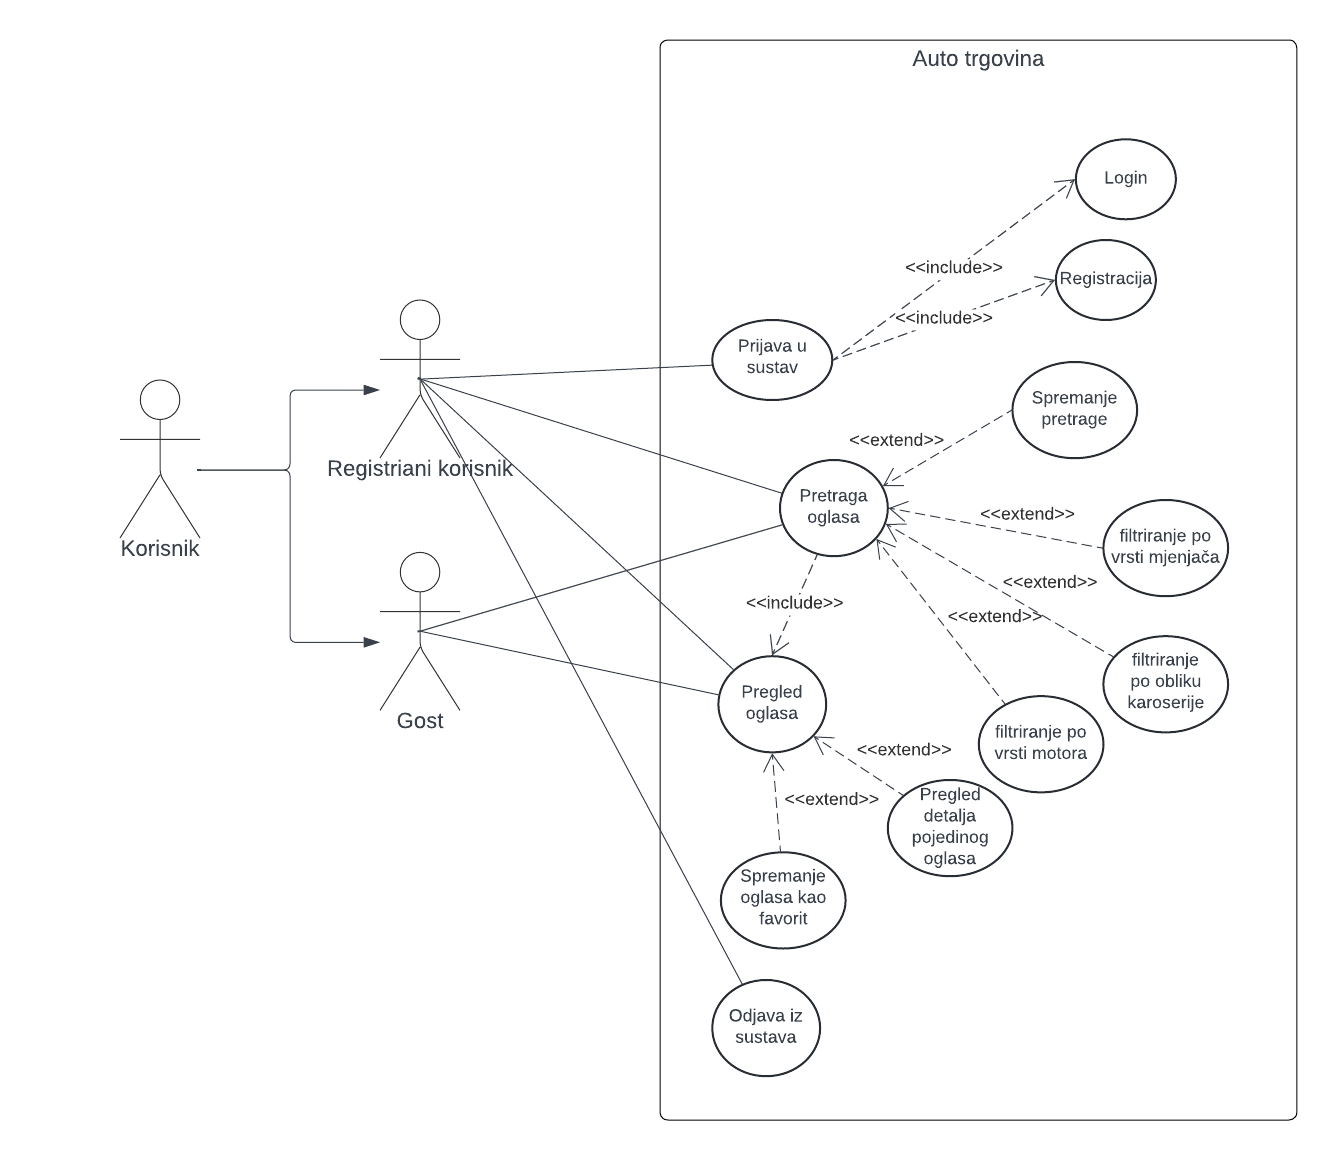 Auto trgovina
Login
<<include>>
Registracija
<<include>>
Prijava u
sustav
Spremanje
pretrage
<<extend>>
Registriani korisnik
Pretraga
oglasa
<<extend>>
filtriranje po
vrsti mjenjača
Korisnik
<<extend>>
<<include>>
<<extend>>
filtriranje
po obliku
karoserije
Gost
Pregled
oglasa
filtriranje po
vrsti motora
<<extend>>
<<extend>>
Pregled
detalja
pojedinog
oglasa
Spremanje
oglasa kao
favorit
Odjava iz
sustava